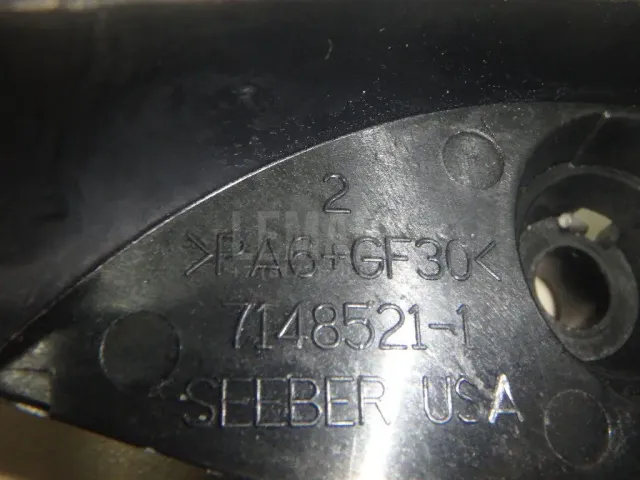 2
>PA6+GF30<
7148521-1
SEEBER USA